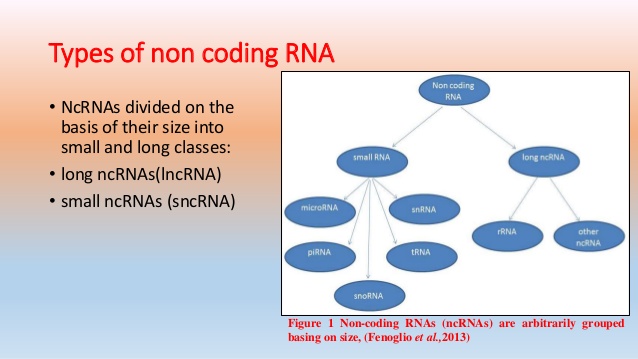 Types of non coding RNA
• NcRNAs divided on the
basis of their size into
small and long classes:
• long ncRNAs(lncRNA)
• small ncRNAs (sncRNA)
Non coding
RNA
small RNA
long ncRNA
microRNA
snRNA
rRNA
other
ncRNA
piRNA
tRNA
snoRNA
Figure 1 Non-coding RNAs (ncRNAs) are arbitrarily grouped
basing on size, (Fenoglio et al.,2013)